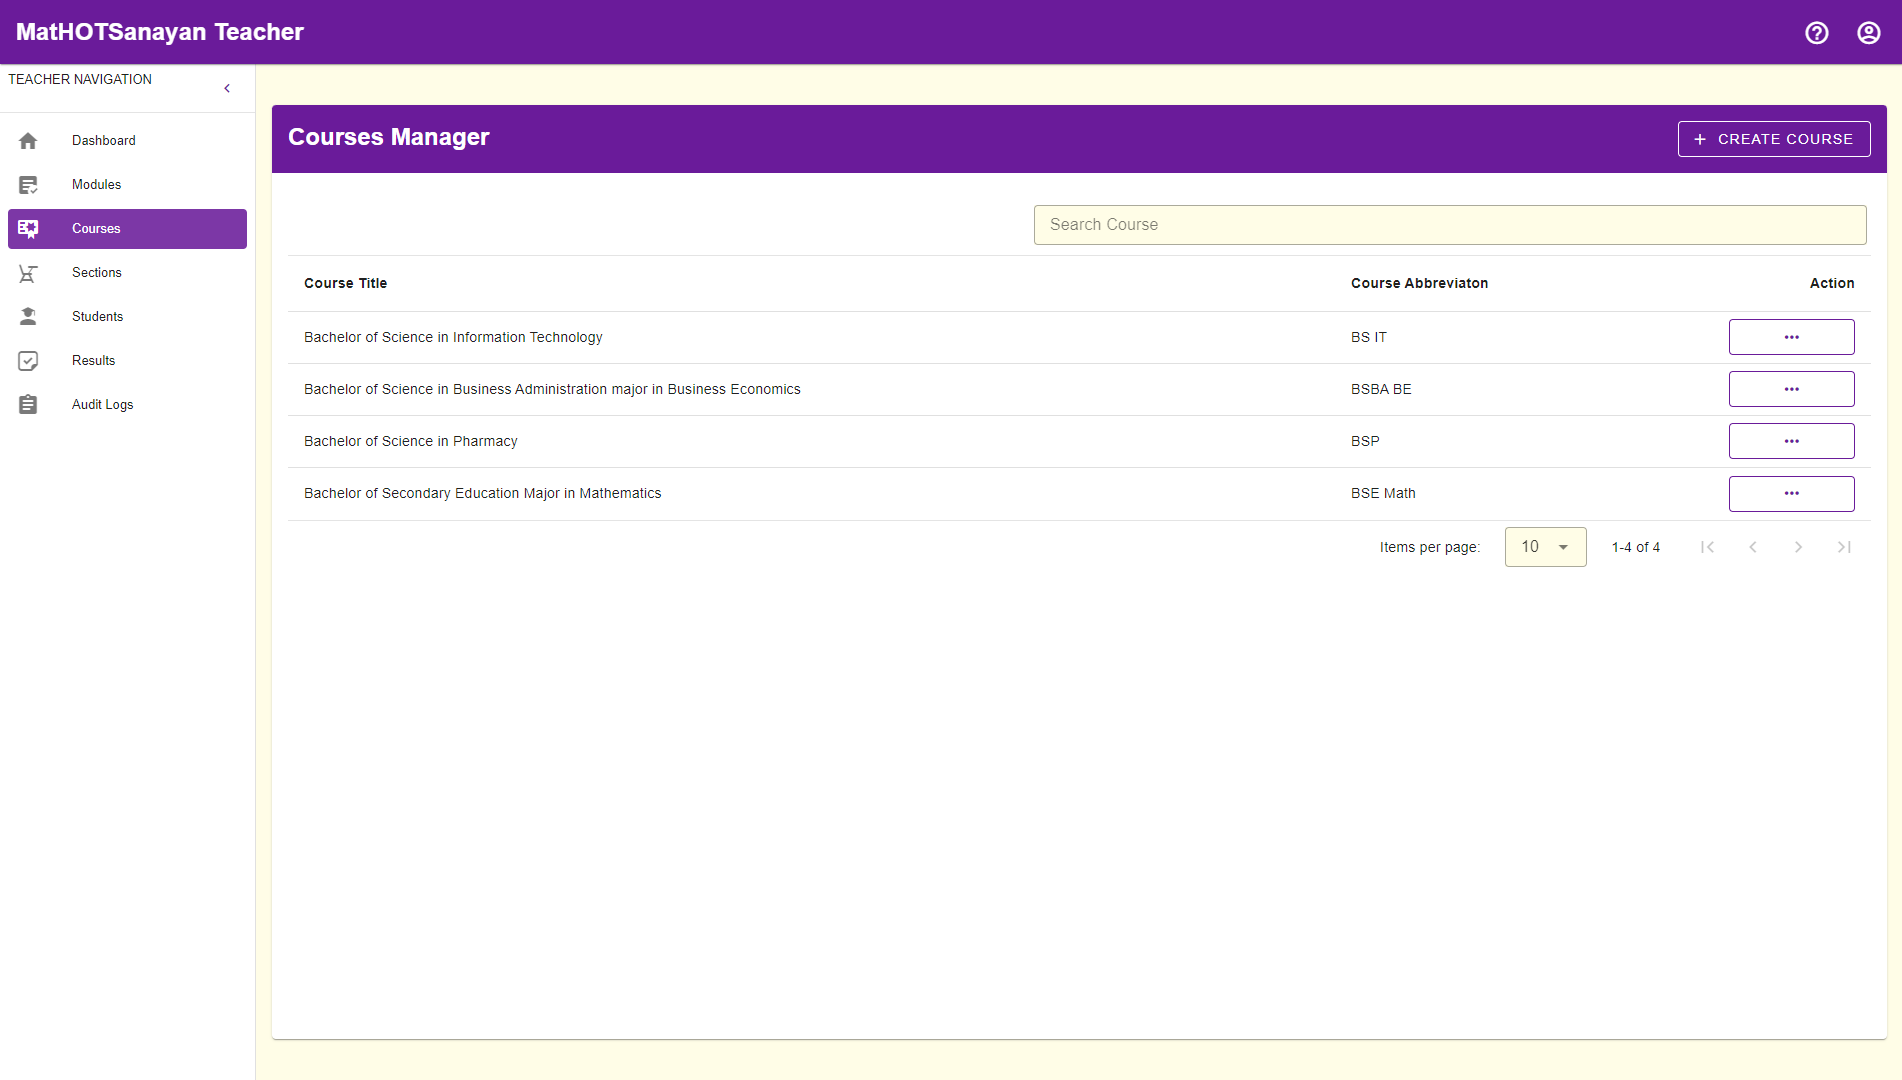 MatHOTSanayan Teacher
TEACHER NAVIGATION
Dashboard
Modules
Courses
Sections
Students
Results
Audit Logs
Courses Manager
+ CREATE COURSE
Search Course
Course Title Course Abbreviaton Action
Bachelor of Science in Information Technology BS IT ...
Bachelor of Science in Business Administration major in Business Economics BSBA BE ...
Bachelor of Science in Pharmacy BSP ...
Bachelor of Secondary Education Major in Mathematics BSE Math ...
Items per page: 10 1-4 of 4